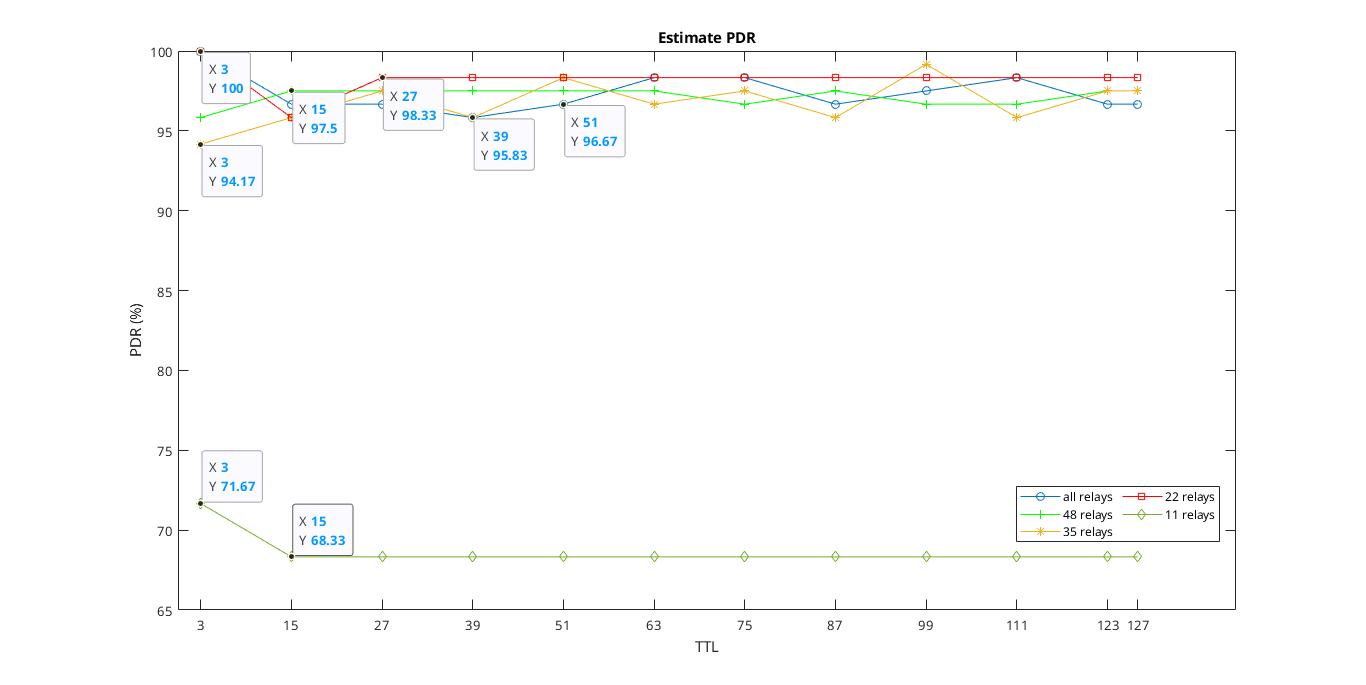 Estimate PDR
100
95
90
85
80
75
70
65
PDR (%)
X 3
Y 100
X 15
Y 97.5
X 27
Y 98.33
X 39
Y 95.83
X 51
Y 96.67
X 3
Y 94.17
X 3
Y 71.67
X 15
Y 68.33
all relays
22 relays
48 relays
11 relays
35 relays
3 15 27 39 51 63 75 87 99 111 123 127
TTL